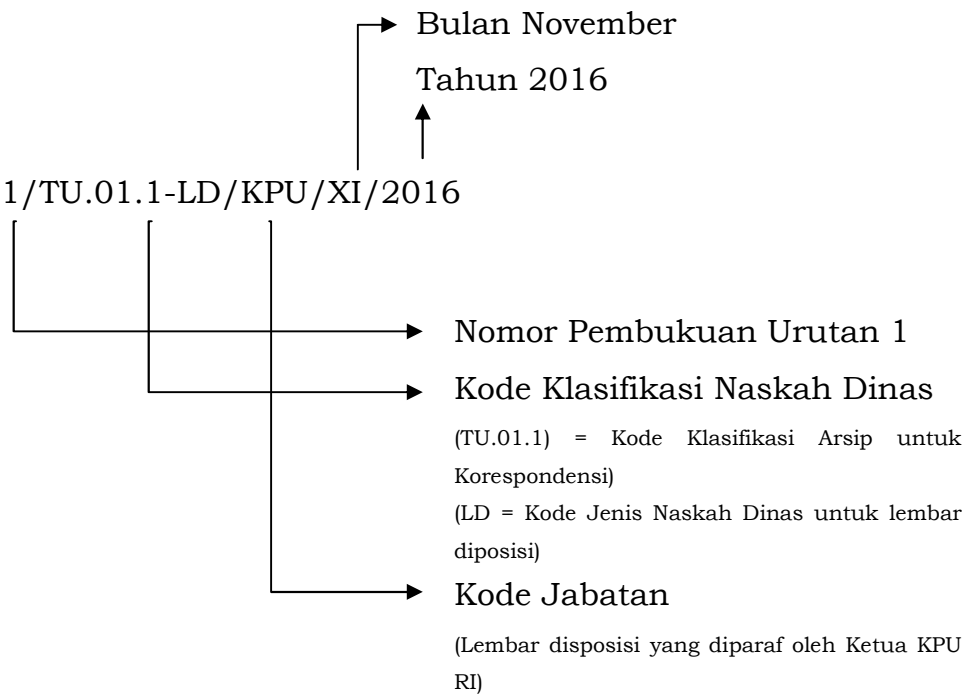 Bulan November
Tahun 2016
1/TU.01.1-LD/KPU/XI/2016
Nomor Pembukuan Urutan 1
Kode Klasifikasi Naskah Dinas
(TU.01.1) = Kode Klasifikasi Arsip untuk
Korespondensi)
(LD = Kode Jenis Naskah Dinas untuk lembar
diposisi)
Kode Jabatan
(Lembar disposisi yang diparaf oleh Ketua KPU
RI)